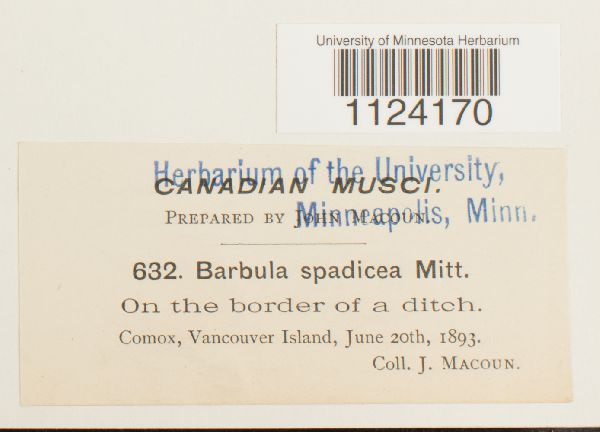 University of Minnesota Herbarium
1124170
Herbarium of the University,
CANADIAN MUSCI.
Minneapolis, Minn.
PREPARED BY JOHN MACOUN.
632. Barbula spadicea Mitt.
On the border of a ditch.
Comox, Vancouver Island, June 20th, 1893.
Coll. J. MACOUN.